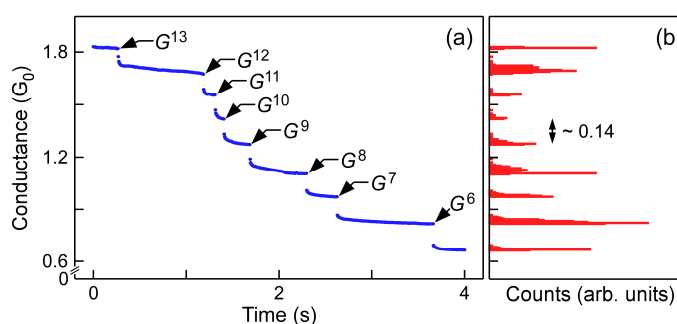 (a)
(b)
Conductance (G₀)
1.8
1.2
0.6
0
G¹³
G¹²
G¹¹
G¹⁰
G⁹
G⁸
G⁷
G⁶
~ 0.14
0
2
4
Time (s)
Counts (arb. units)